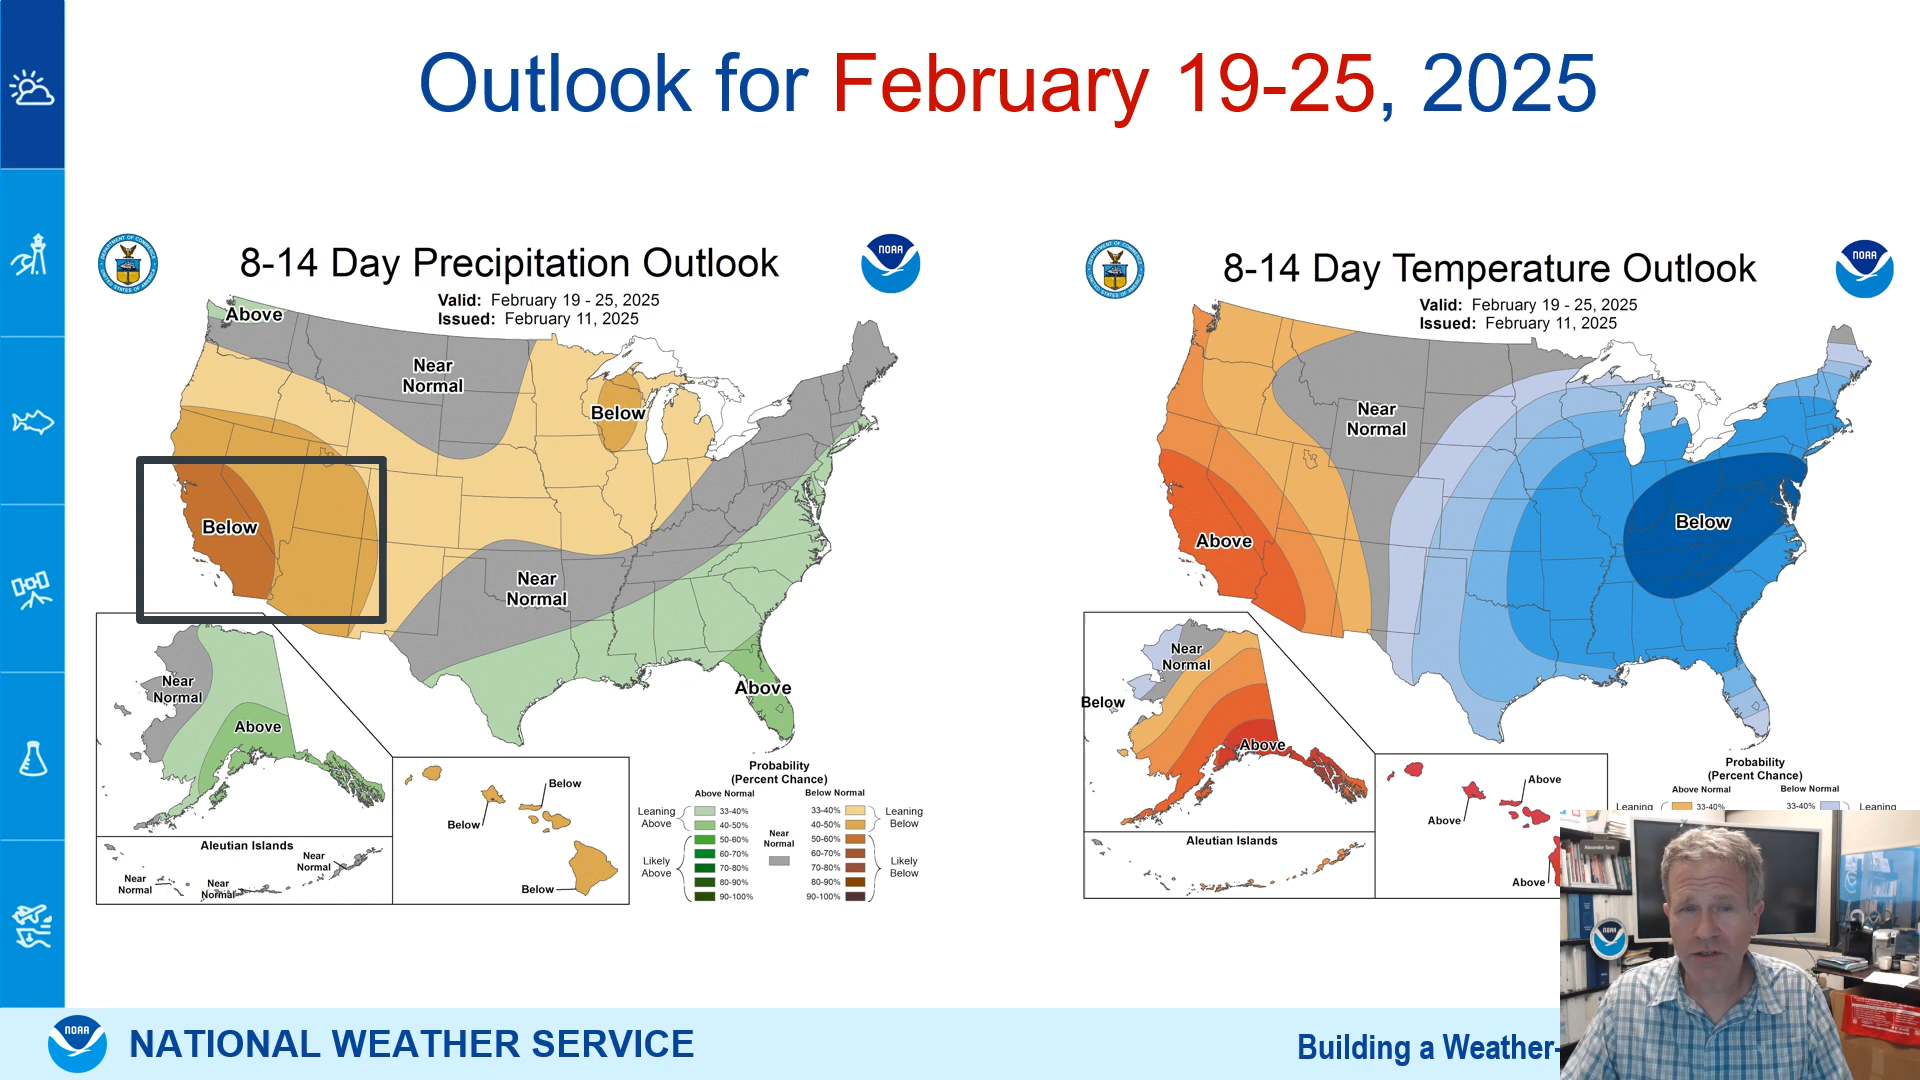 Outlook for February 19-25, 2025
8-14 Day Precipitation Outlook
Valid: February 19 - 25, 2025
Issued: February 11, 2025
NOAA
Above
Near
Normal
Below
Below
Near
Normal
Above
Near
Normal
Above
Aleutian Islands
Near
Normal
Near
Normal
Near
Normal
Below
Below
Below
Probability
(Percent Chance)
Above Normal
Below Normal
Leaning
Above
33-40%
40-50%
Likely
Above
50-60%
60-70%
70-80%
80-90%
90-100%
Near
Normal
33-40%
40-50%
Leaning
Below
50-60%
60-70%
70-80%
80-90%
90-100%
Likely
Below
8-14 Day Temperature Outlook
Valid: February 19 - 25, 2025
Issued: February 11, 2025
NOAA
Near
Normal
Above
Below
Near
Normal
Below
Above
Aleutian Islands
Above
Above
Above
Probability
(Percent Chance)
Above Normal
Below Normal
Leaning
33-40%
33-40%
Leaning
NOAA
NOAA
NATIONAL WEATHER SERVICE
Building a Weather-